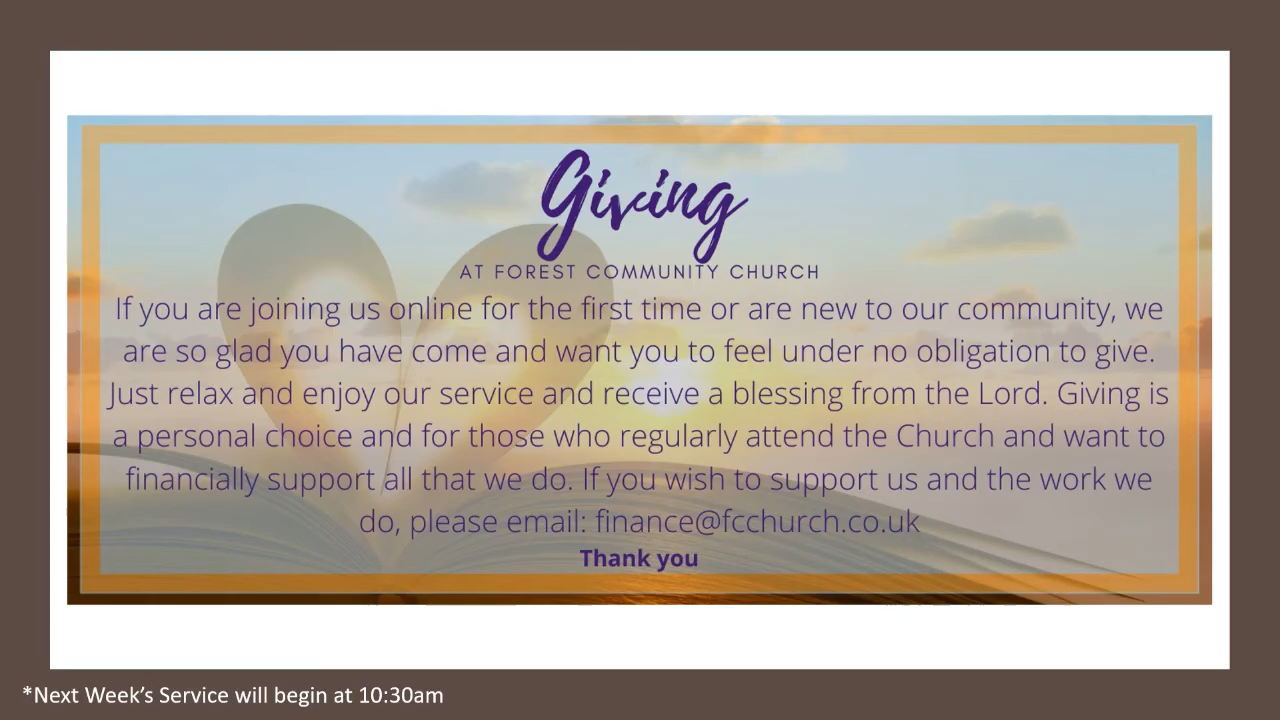 Giving
AT FOREST COMMUNITY CHURCH
If you are joining us online for the first time or are new to our community, we
are so glad you have come and want you to feel under no obligation to give.
Just relax and enjoy our service and receive a blessing from the Lord. Giving is
a personal choice and for those who regularly attend the Church and want to
financially support all that we do. If you wish to support us and the work we
do, please email: finance@fcchurch.co.uk
Thank you
*Next Week’s Service will begin at 10:30am